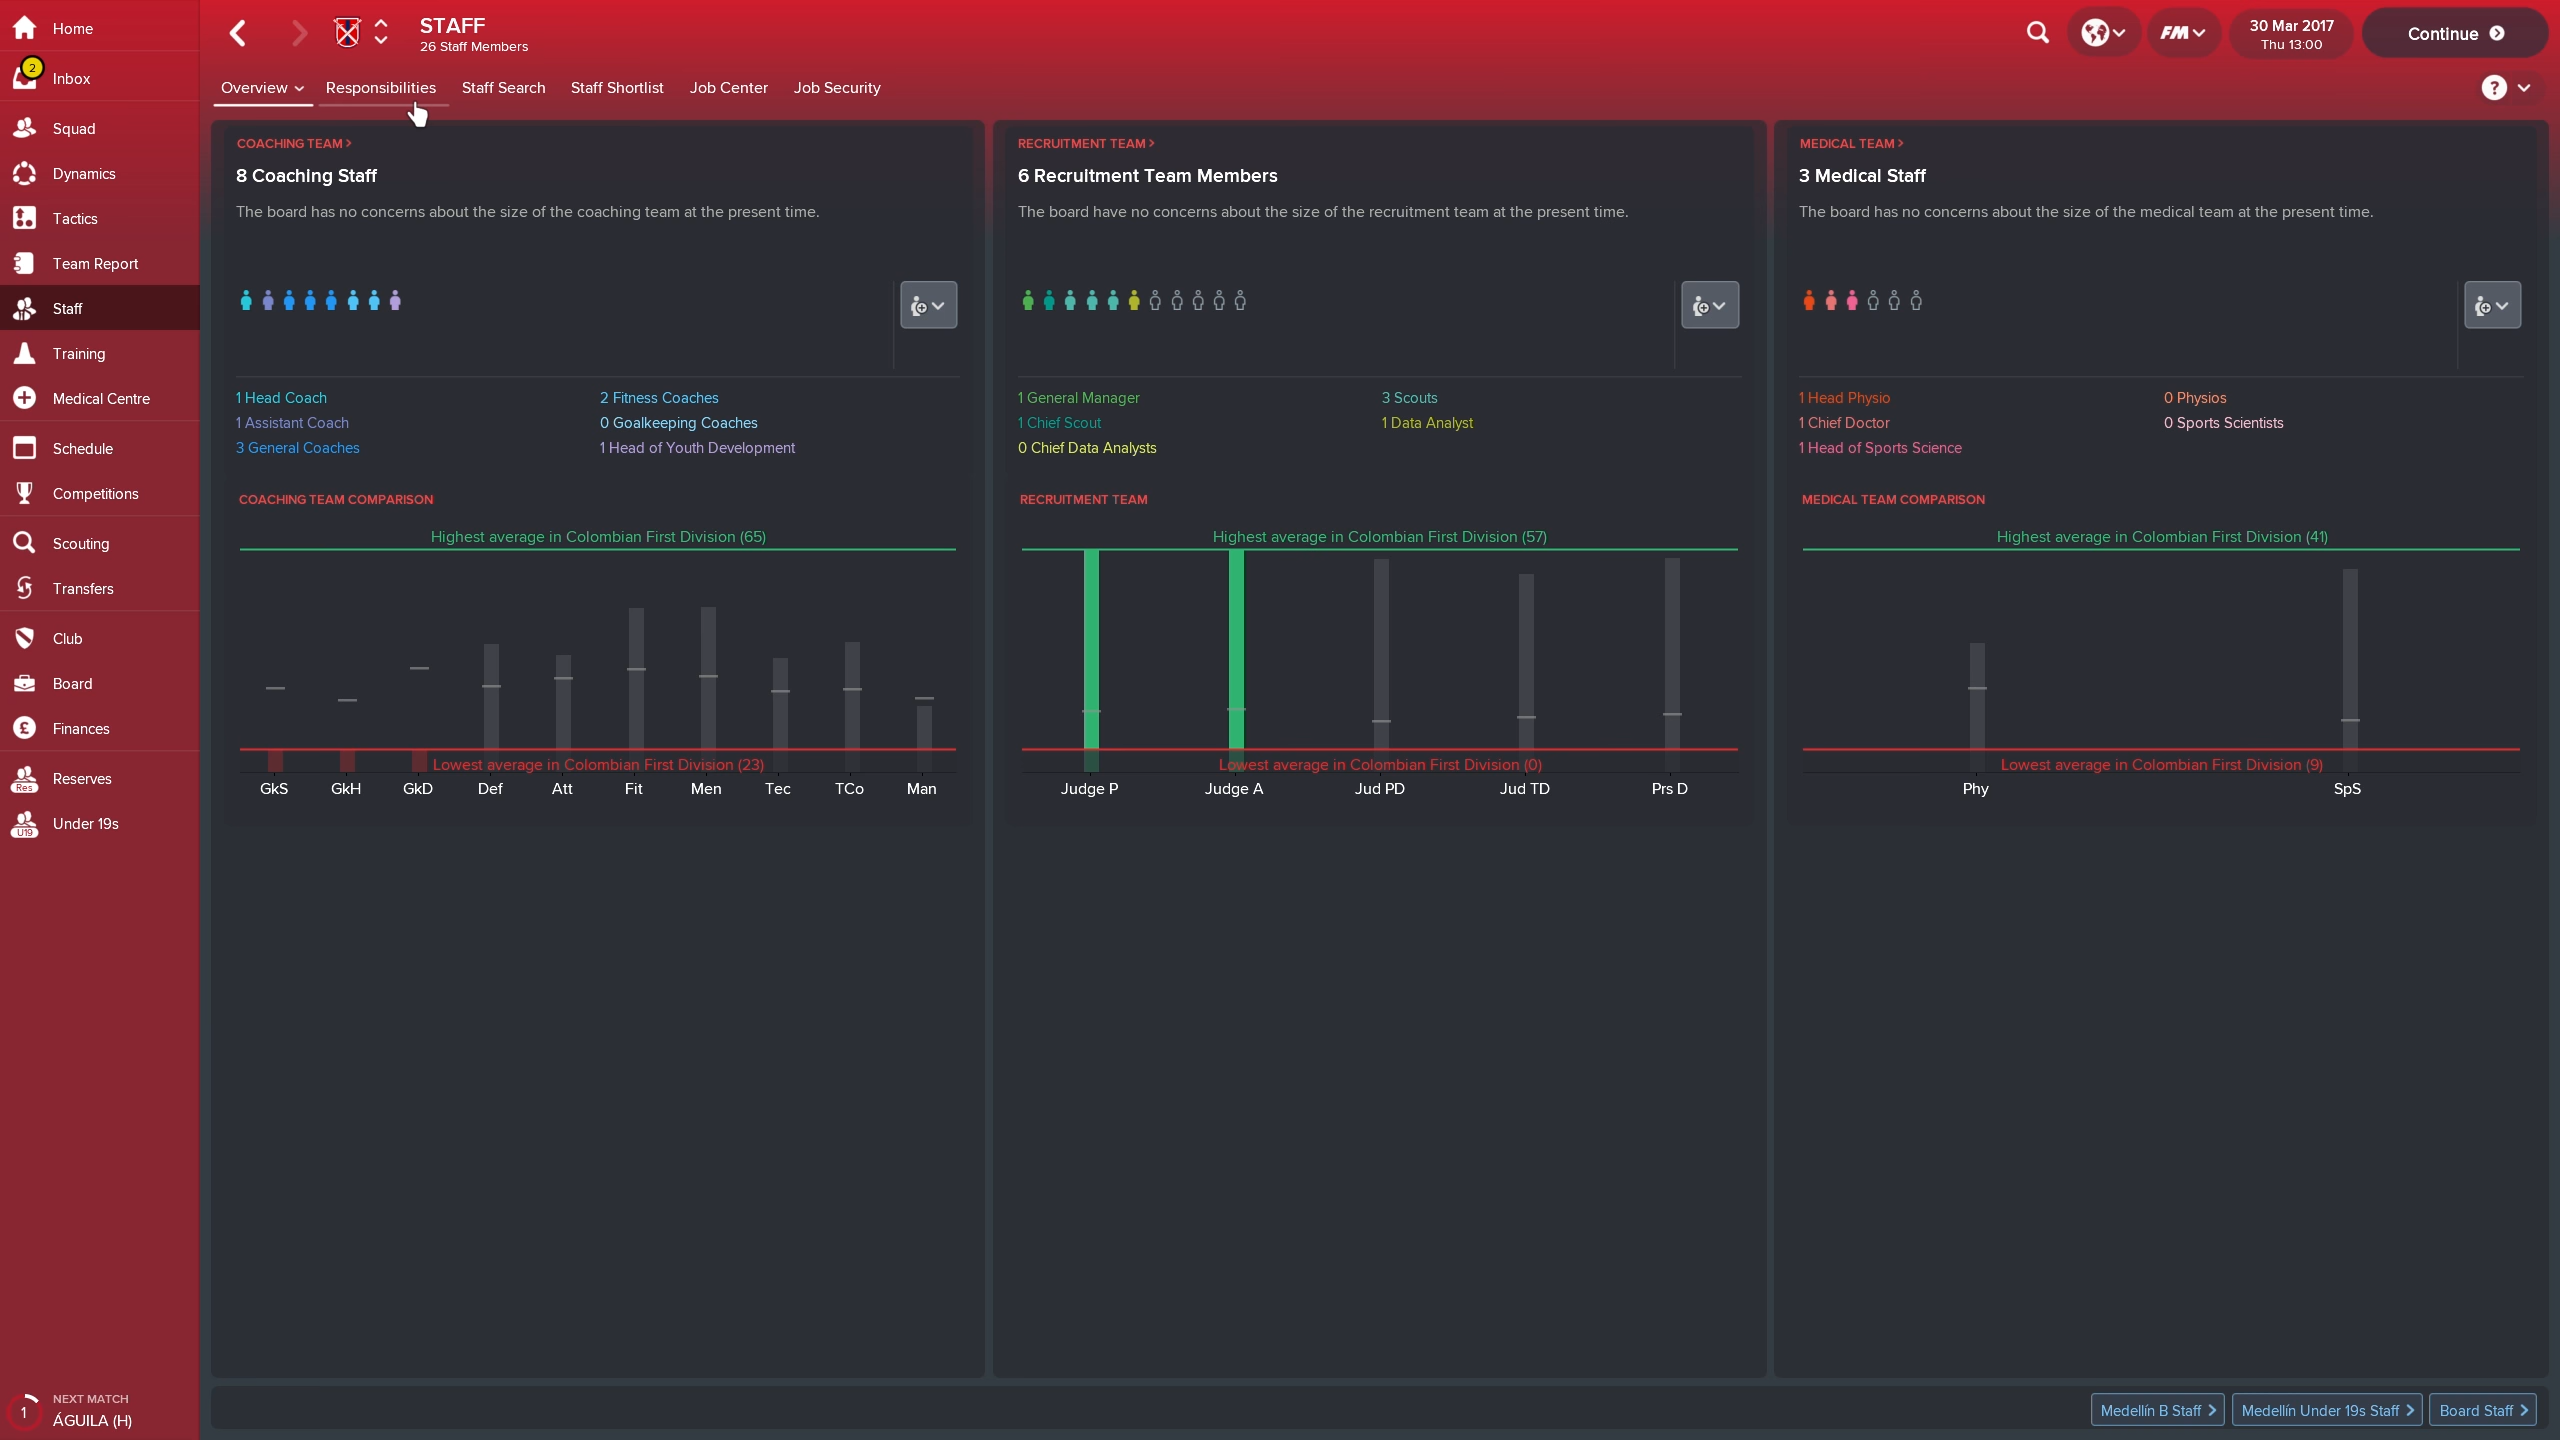 Home
2
Inbox
Squad
Dynamics
Tactics
Team Report
Staff
Training
Medical Centre
Schedule
Competitions
Scouting
Transfers
Club
Board
£
Finances
Res
Reserves
U19
Under 19s
1
NEXT MATCH
ÁGUILA (H)
STAFF
26 Staff Members
FM
30 Mar 2017
Thu 13:00
Continue
Overview
Responsibilities
Staff Search
Staff Shortlist
Job Center
Job Security
?
COACHING TEAM >
8 Coaching Staff
The board has no concerns about the size of the coaching team at the present time.
1 Head Coach
2 Fitness Coaches
1 Assistant Coach
0 Goalkeeping Coaches
3 General Coaches
1 Head of Youth Development
COACHING TEAM COMPARISON
Highest average in Colombian First Division (65)
Lowest average in Colombian First Division (23)
GkS GkH GkD Def Att Fit Men Tec TCo Man
RECRUITMENT TEAM >
6 Recruitment Team Members
The board have no concerns about the size of the recruitment team at the present time.
1 General Manager
3 Scouts
1 Chief Scout
1 Data Analyst
0 Chief Data Analysts
RECRUITMENT TEAM
Highest average in Colombian First Division (57)
Lowest average in Colombian First Division (0)
Judge P Judge A Jud PD Jud TD Prs D
MEDICAL TEAM >
3 Medical Staff
The board has no concerns about the size of the medical team at the present time.
1 Head Physio
0 Physios
1 Chief Doctor
0 Sports Scientists
1 Head of Sports Science
MEDICAL TEAM COMPARISON
Highest average in Colombian First Division (41)
Lowest average in Colombian First Division (9)
Phy SpS
Medellín B Staff
Medellín Under 19s Staff
Board Staff